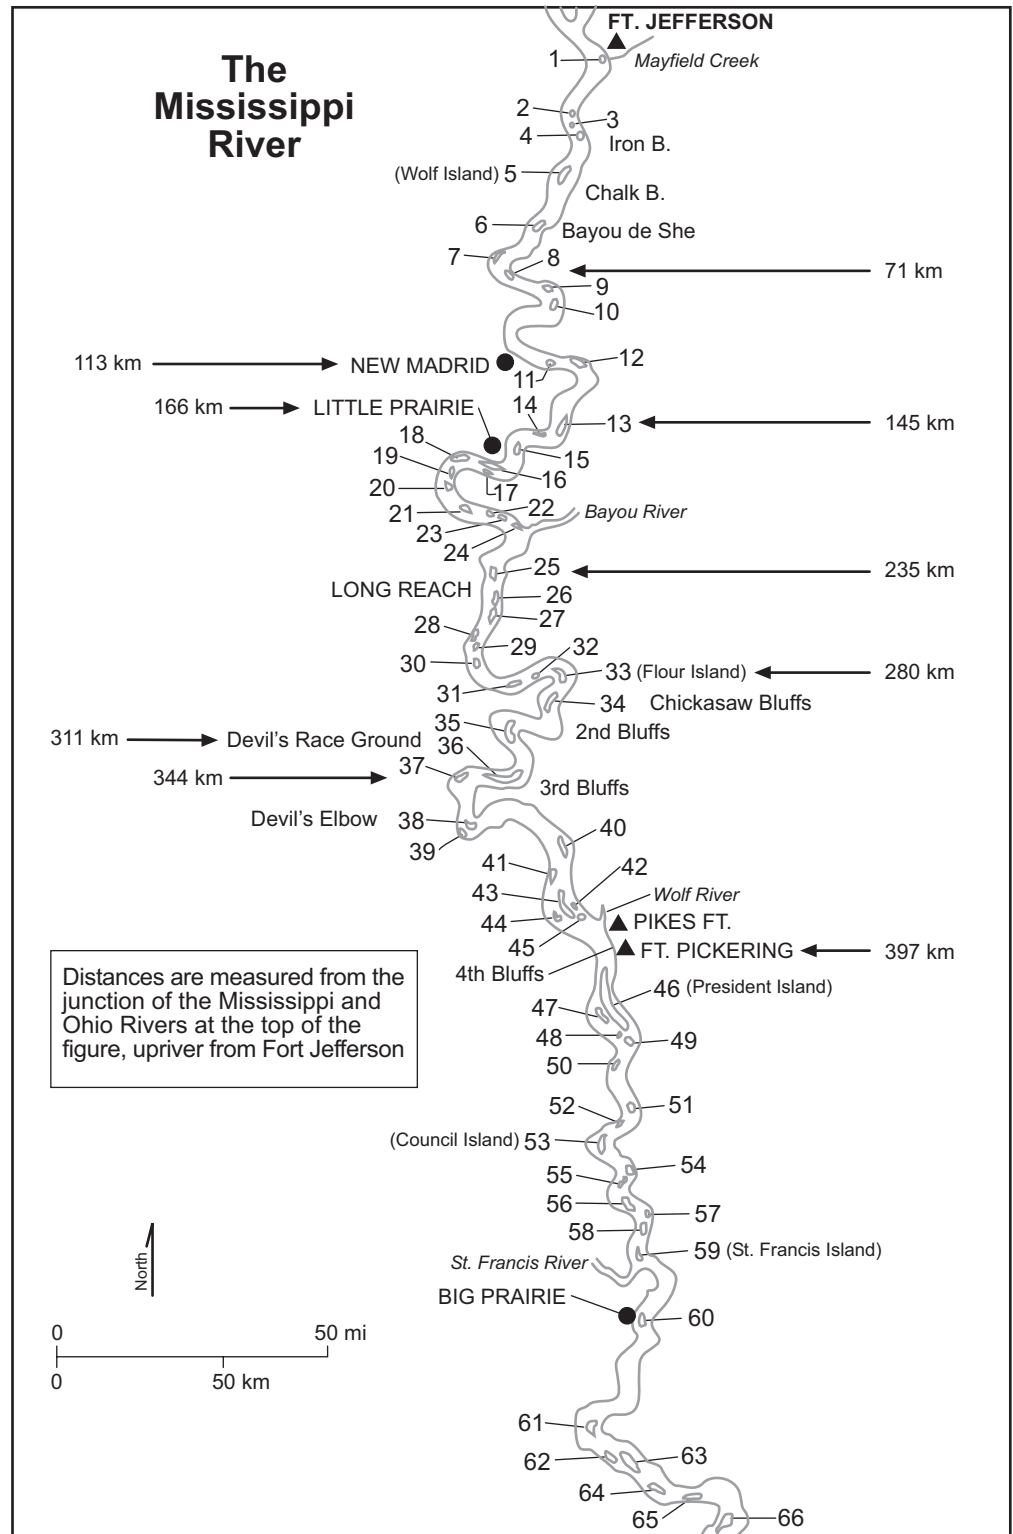 FT. JEFFERSON
The
Mississippi
River
1
Mayfield Creek
2
3
4
Iron B.
(Wolf Island) 5
Chalk B.
6
Bayou de She
7
8
71 km
9
10
113 km
NEW MADRID
11
12
166 km
LITTLE PRAIRIE
14
13
145 km
18
15
19
16
20
17
21
22
Bayou River
23
24
25
235 km
LONG REACH
26
27
28
29
32
30
33 (Flour Island)
280 km
31
34
Chickasaw Bluffs
35
2nd Bluffs
311 km
Devil's Race Ground
36
37
344 km
3rd Bluffs
Devil's Elbow
38
39
40
41
42
43
Wolf River
44
PIKES FT.
45
FT. PICKERING
397 km
4th Bluffs
Distances are measured from the
junction of the Mississippi and
Ohio Rivers at the top of the
figure, upriver from Fort Jefferson
46 (President Island)
47
48
49
50
52
51
(Council Island) 53
54
55
56
57
58
59 (St. Francis Island)
St. Francis River
North
BIG PRAIRIE
60
0
50 mi
0
50 km
61
62
63
64
65
66